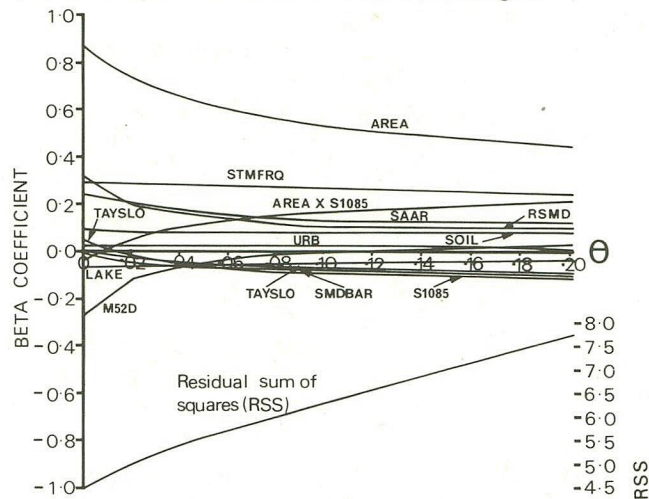 1·0
0·8
0·6
0·4
0·2
0·0
-0·2
-0·4
-0·6
-0·8
-1·0
BETA COEFFICIENT
AREA
STMFRQ
AREA X S1085
TAYSLO
SAAR
RSMD
URB
SOIL
0 ·02 ·04 ·06 ·08 ·10 ·12 ·14 ·16 ·18 ·20 θ
LAKE
TAYSLO SMDBAR S1085
M52D
Residual sum of
squares (RSS)
-8·0
-7·5
-7·0
-6·5
-6·0
-5·5
-5·0
-4·5
RSS